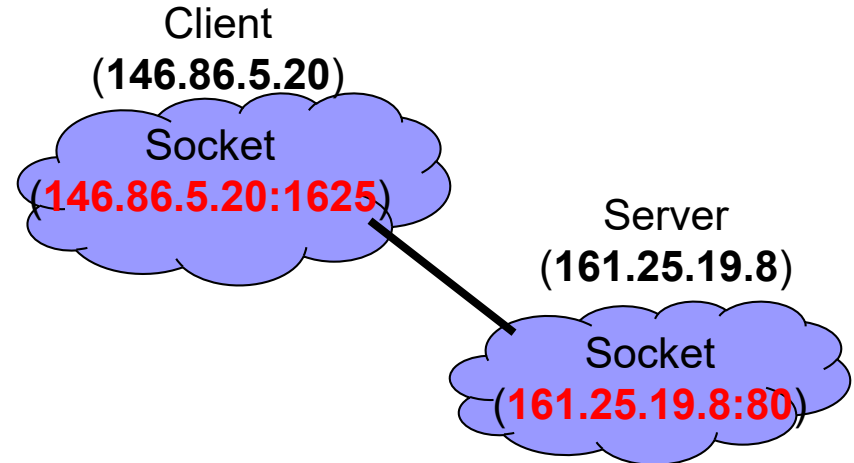 Client
(146.86.5.20)
Socket
(146.86.5.20:1625)
Server
(161.25.19.8)
Socket
(161.25.19.8:80)